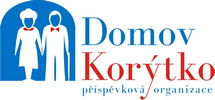 Domov
Korýtko
příspěvková organizace